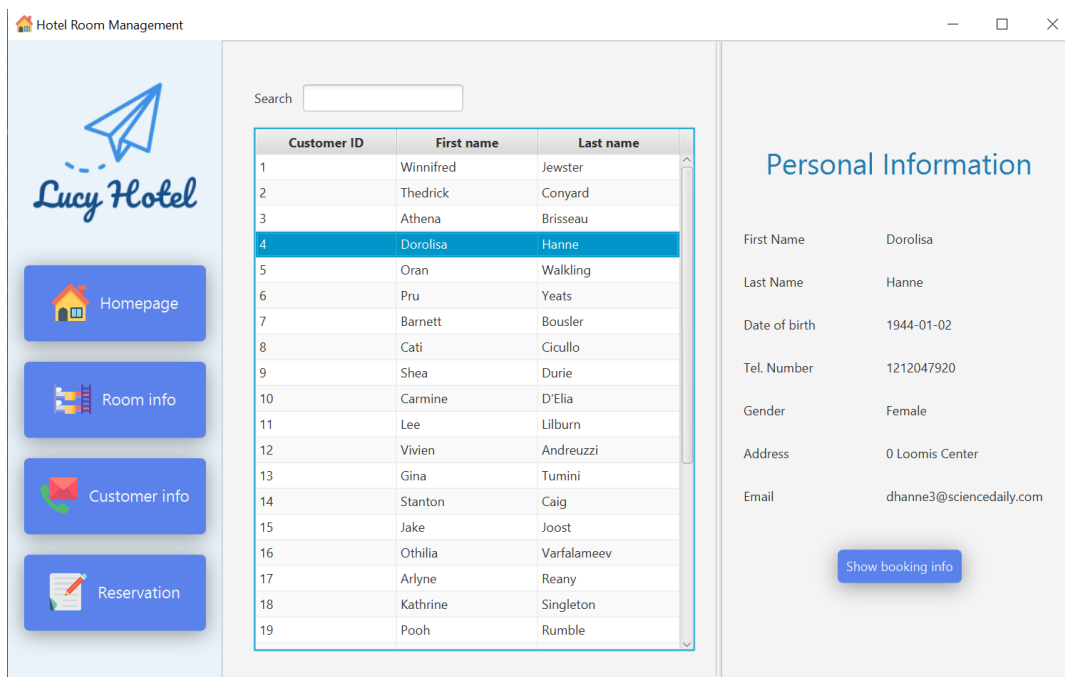 Hotel Room Management
Lucy Hotel
Homepage
Room info
Customer info
Reservation
Search
Customer ID First name Last name
1 Winnifred Jewster
2 Thedrick Conyard
3 Athena Brisseau
4 Dorolisa Hanne
5 Oran Walkling
6 Pru Yeats
7 Barnett Bousler
8 Cati Cicullo
9 Shea Durie
10 Carmine D'Elia
11 Lee Lilburn
12 Vivien Andreuzzi
13 Gina Tumini
14 Stanton Caig
15 Jake Joost
16 Othilia Varfalameev
17 Arlyne Reany
18 Kathrine Singleton
19 Pooh Rumble
Personal Information
First Name Dorolisa
Last Name Hanne
Date of birth 1944-01-02
Tel. Number 1212047920
Gender Female
Address 0 Loomis Center
Email dhanne3@sciencedaily.com
Show booking info